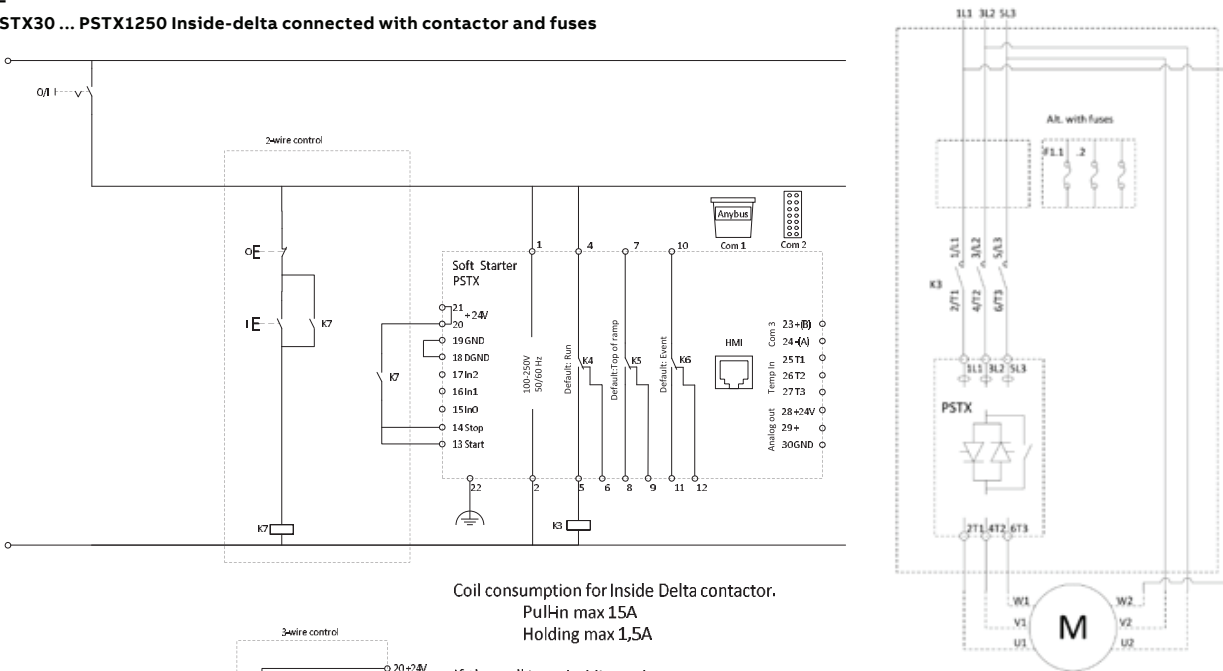 STX30 ... PSTX1250 Inside-delta connected with contactor and fuses
O/I
2-wire control
O
I
K7
K7
K7
1
4
7
10
Anybus
Com 1
Com 2
Soft Starter
PSTX
21
+24V
20
19 GND
18 DGND
17 In2
16 In1
15 In0
14 Stop
13 Start
100-250V
50/60 Hz
Default: Run
K4
Default:Top of ramp
K5
Default: Event
K6
HMI
Com 3
23+(B)
24-(A)
Temp In
25 T1
26 T2
27 T3
Analog out
28+24V
29+
30GND
22
2
5
6
8
9
11
12
K3
Coil consumption for Inside Delta contactor.
Pull-in max 15A
Holding max 1,5A
3-wire control
20+24V
1L1 3L2 5L3
Alt. with fuses
F1.1 .2
1/L1
3/L2
5/L3
K3
2/T1
4/T2
6/T3
1L1 3L2 5L3
PSTX
2T1 4T2 6T3
W1
V1
U1
M
W2
V2
U2